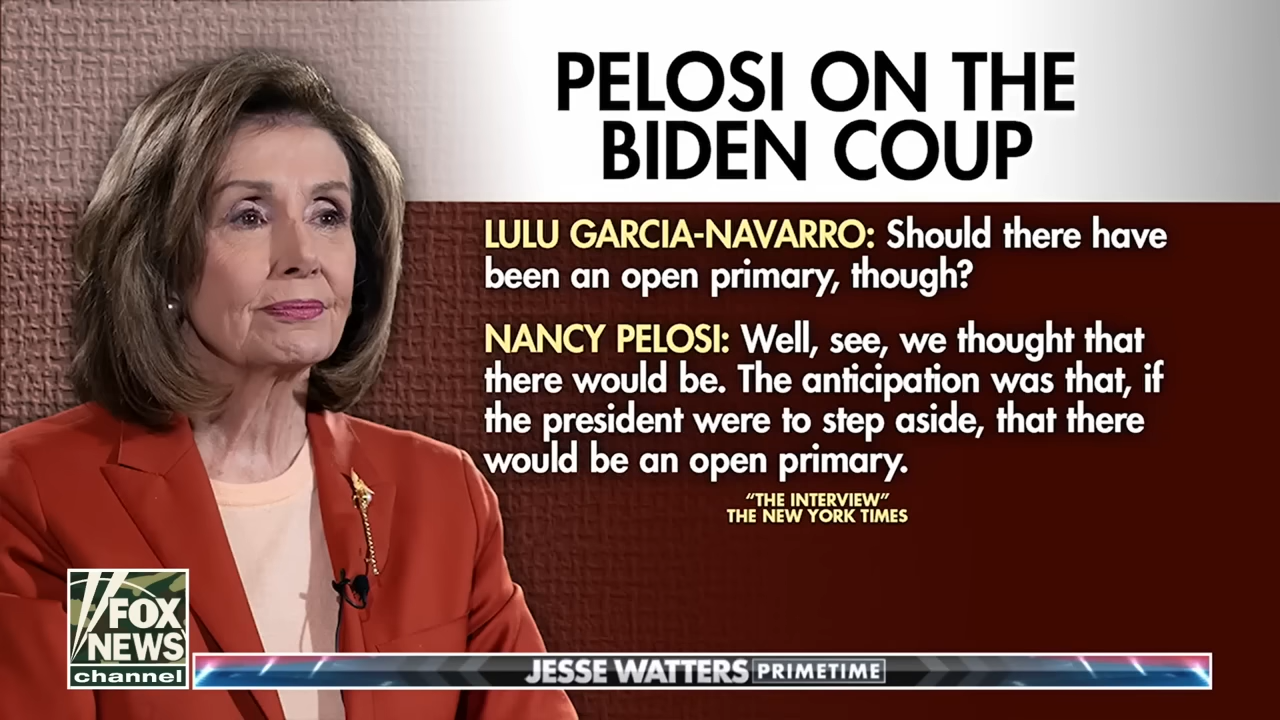 PELOSI ON THE
BIDEN COUP
LULU GARCIA-NAVARRO: Should there have
been an open primary, though?
NANCY PELOSI: Well, see, we thought that
there would be. The anticipation was that, if
the president were to step aside, that there
would be an open primary.
“THE INTERVIEW”
THE NEW YORK TIMES
FOX
NEWS
channel
JESSE WATTERS PRIMETIME